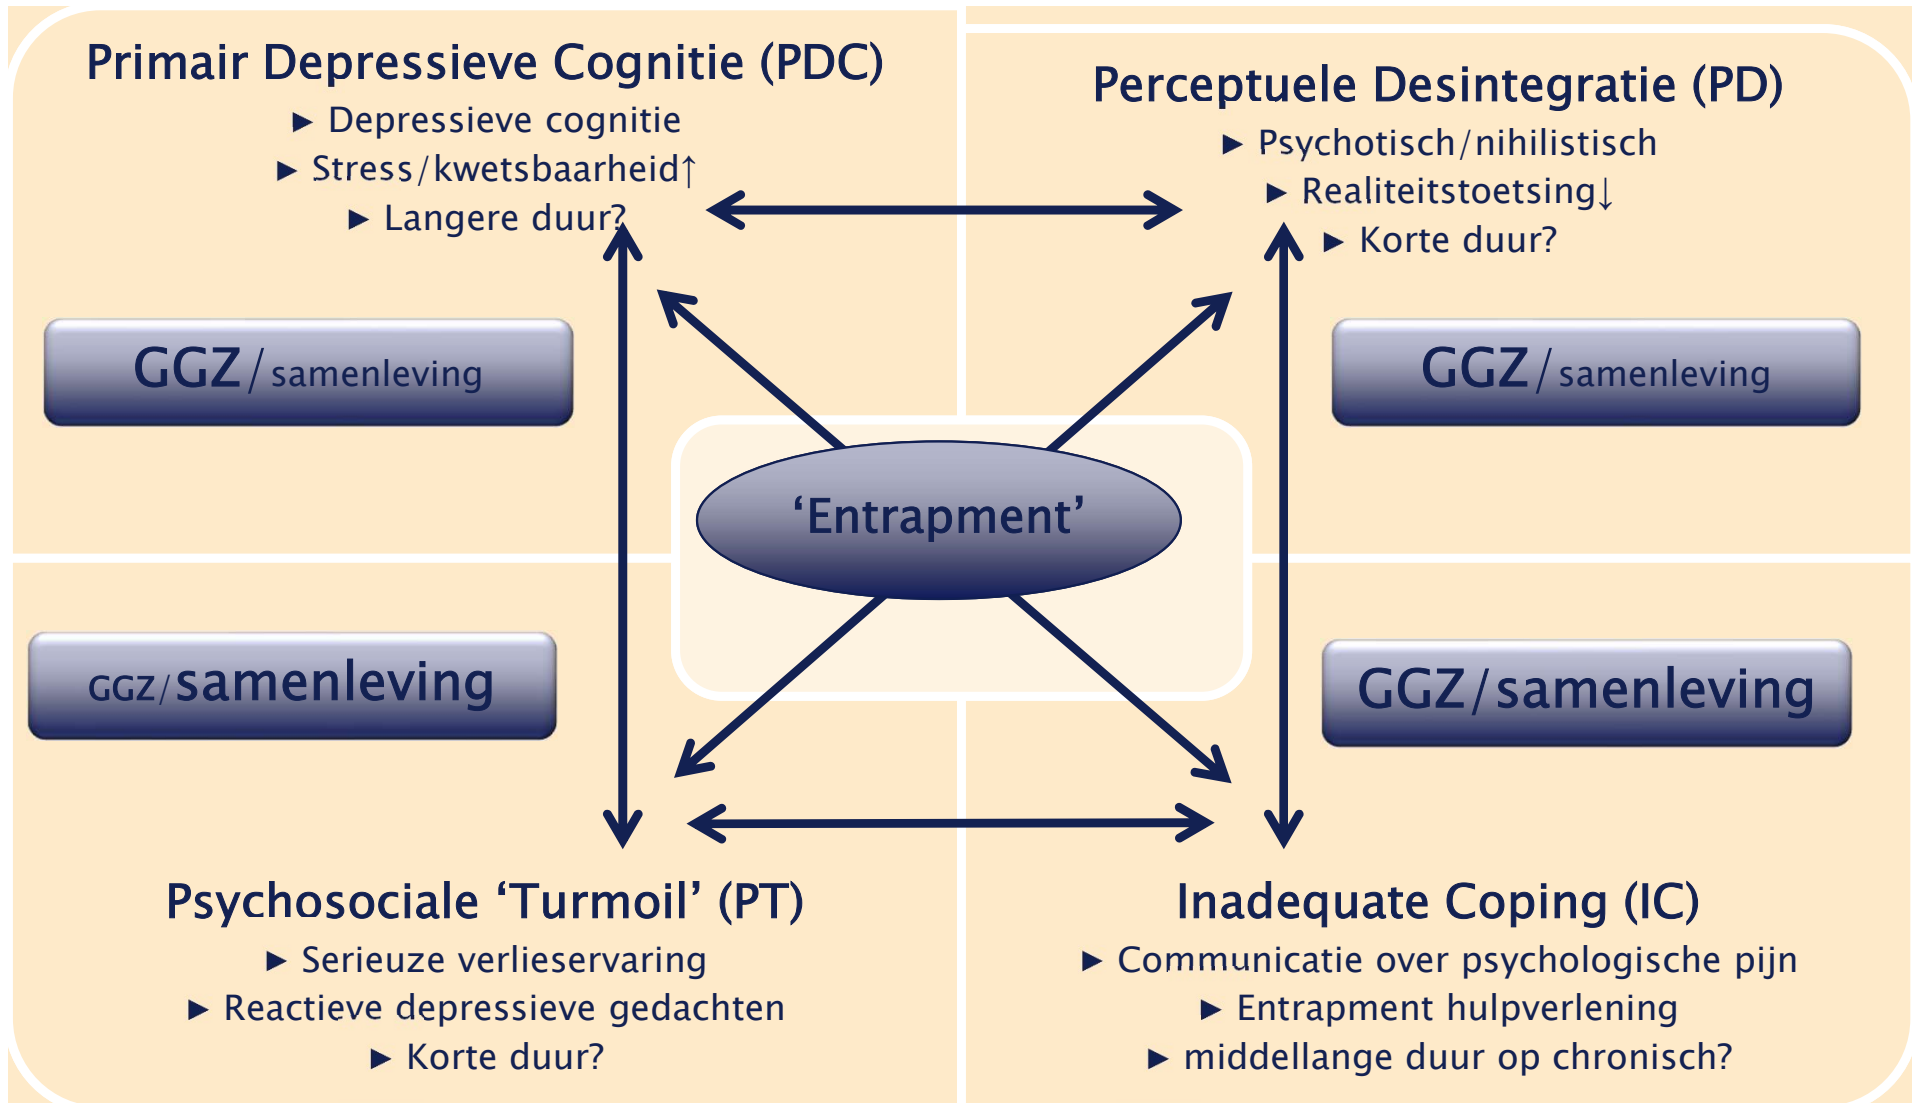 Primair Depressieve Cognitie (PDC)
► Depressieve cognitie
► Stress/kwetsbaarheid↑
► Langere duur?
GGZ/samenleving
Perceptuele Desintegratie (PD)
► Psychotisch/nihilistisch
► Realiteitstoetsing↓
► Korte duur?
GGZ/samenleving
‘Entrapment’
GGZ/samenleving
Psychosociale ‘Turmoil’ (PT)
► Serieuze verlieservaring
► Reactieve depressieve gedachten
► Korte duur?
GGZ/samenleving
Inadequate Coping (IC)
► Communicatie over psychologische pijn
► Entrapment hulpverlening
► middellange duur op chronisch?